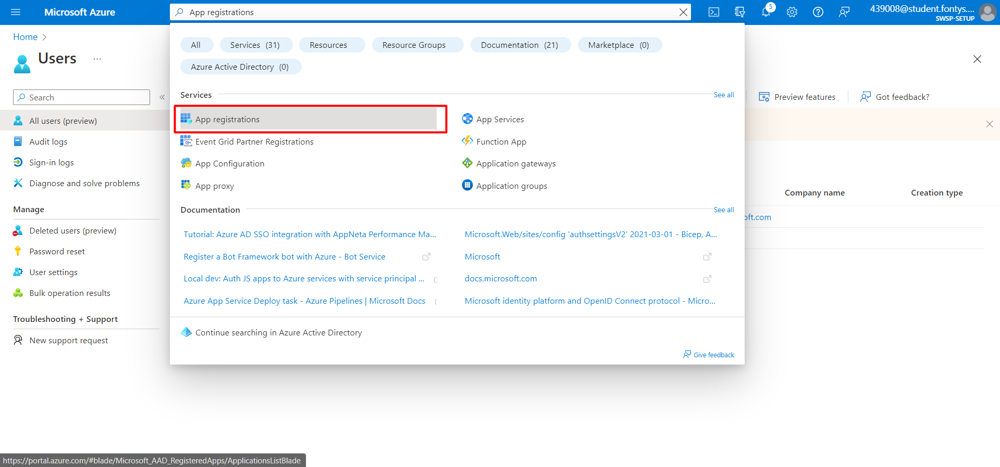 Microsoft Azure
App registrations
5
439008@student.fontys....
SWSP-SETUP
Home
Users
...
Search
«
All users (preview)
Audit logs
Sign-in logs
Diagnose and solve problems
Manage
Deleted users (preview)
Password reset
User settings
Bulk operation results
Troubleshooting + Support
New support request
All
Services (31)
Resources
Resource Groups
Documentation (21)
Marketplace (0)
Azure Active Directory (0)
Services
See all
App registrations
App Services
Event Grid Partner Registrations
Function App
App Configuration
Application gateways
App proxy
Application groups
Documentation
See all
Tutorial: Azure AD SSO integration with AppNeta Performance Ma...
Microsoft.Web/sites/config 'authsettingsV2' 2021-03-01 - Bicep, A...
Register a Bot Framework bot with Azure - Bot Service
Microsoft
Local dev: Auth JS apps to Azure services with service principal ...
docs.microsoft.com
Azure App Service Deploy task - Azure Pipelines | Microsoft Docs
Microsoft identity platform and OpenID Connect protocol - Micro...
Continue searching in Azure Active Directory
Give feedback
Preview features
Got feedback?
Company name
Creation type
oft.com
https://portal.azure.com/#blade/Microsoft_AAD_RegisteredApps/ApplicationsListBlade